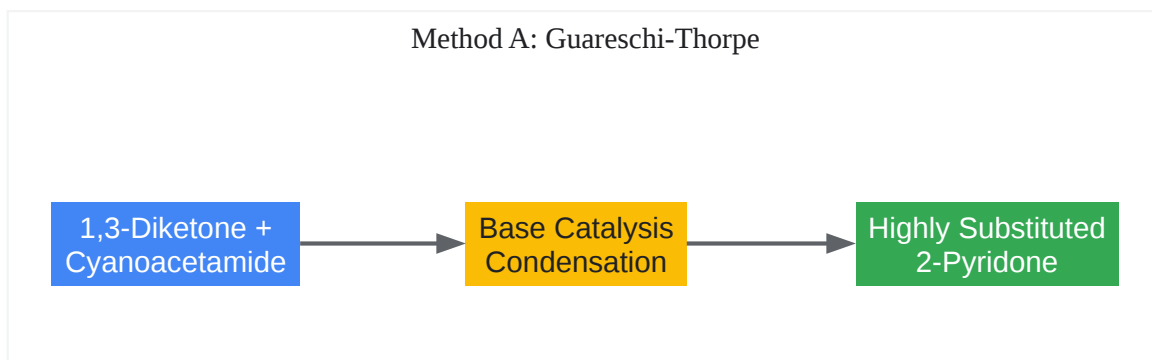 Method A: Guareschi-Thorpe
1,3-Diketone +
Cyanoacetamide
Base Catalysis
Condensation
Highly Substituted
2-Pyridone